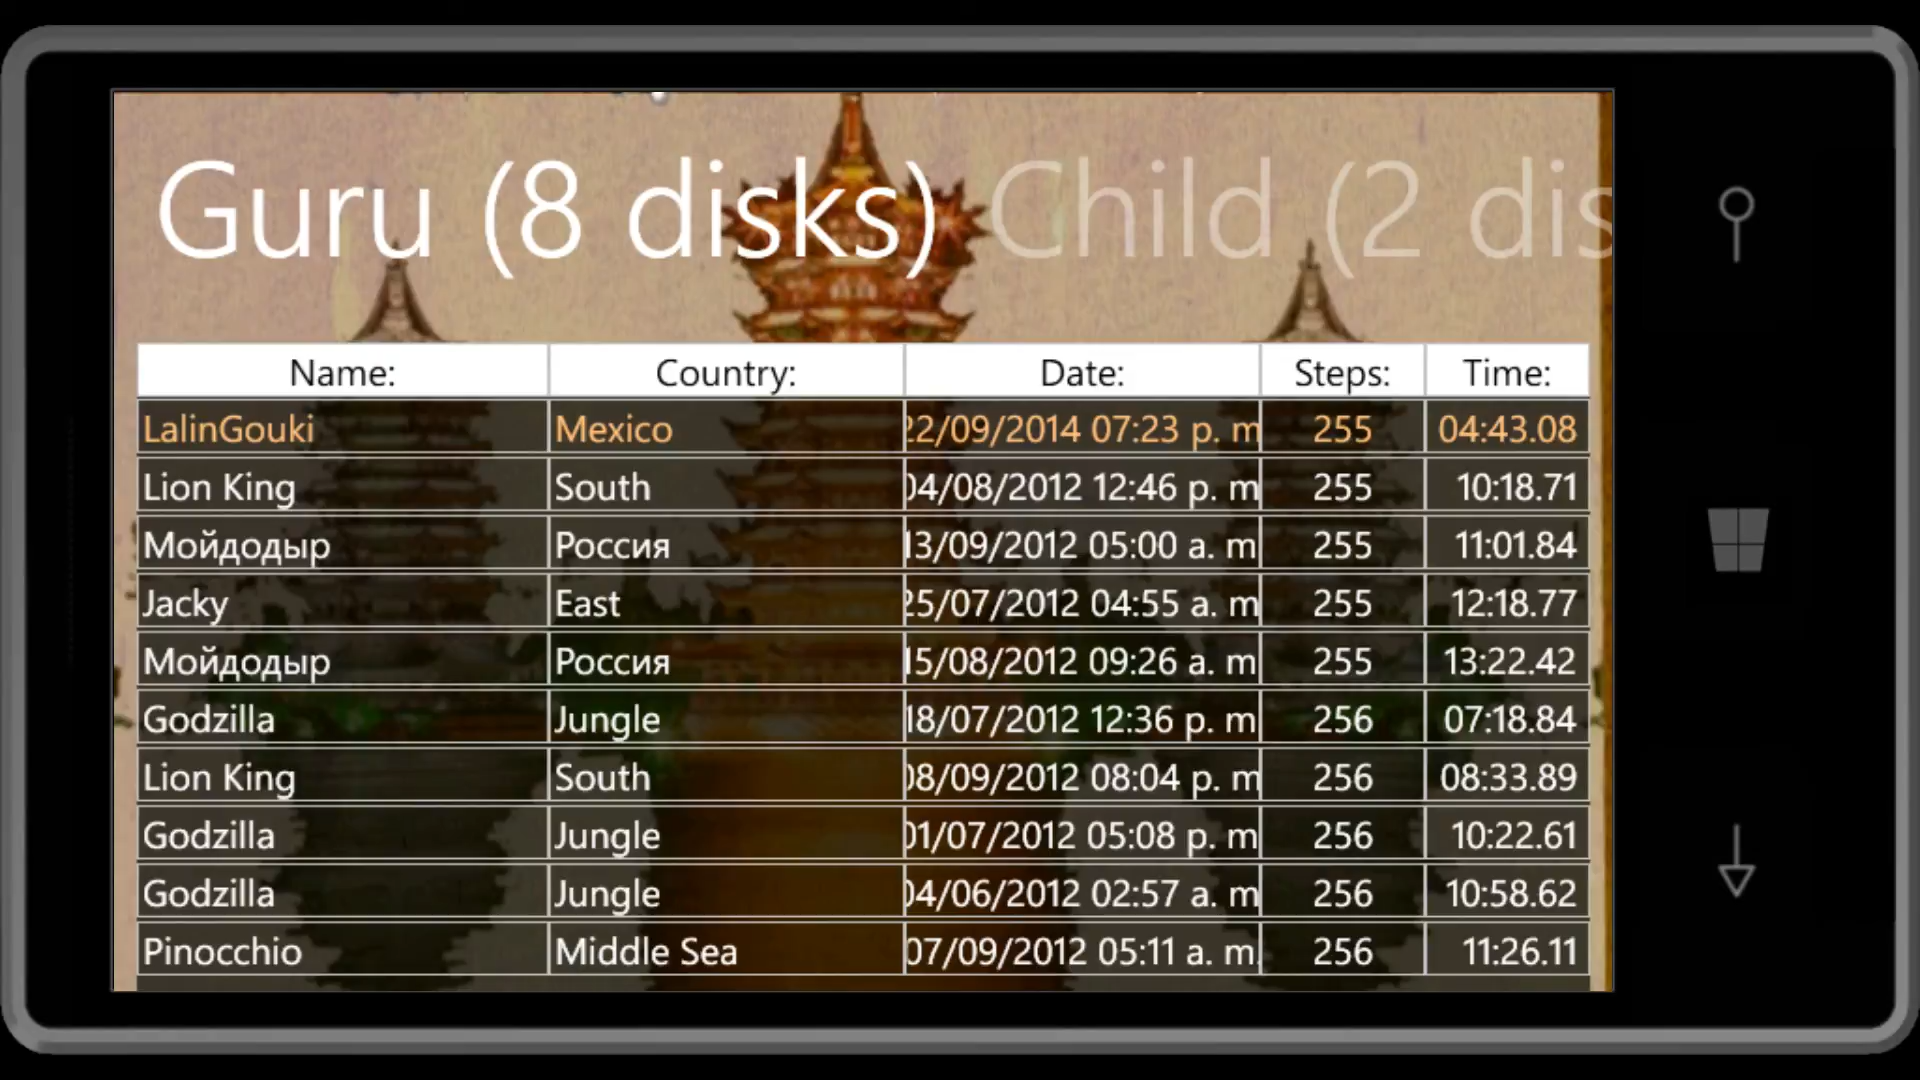 Guru (8 disks) Child (2 dis
Name: Country: Date: Steps: Time:
LalinGouki Mexico 22/09/2014 07:23 p. m 255 04:43.08
Lion King South 04/08/2012 12:46 p. m 255 10:18.71
Мойдодыр Россия 13/09/2012 05:00 a. m 255 11:01.84
Jacky East 25/07/2012 04:55 a. m 255 12:18.77
Мойдодыр Россия 15/08/2012 09:26 a. m 255 13:22.42
Godzilla Jungle 18/07/2012 12:36 p. m 256 07:18.84
Lion King South 08/09/2012 08:04 p. m 256 08:33.89
Godzilla Jungle 01/07/2012 05:08 p. m 256 10:22.61
Godzilla Jungle 04/06/2012 02:57 a. m 256 10:58.62
Pinocchio Middle Sea 07/09/2012 05:11 a. m. 256 11:26.11